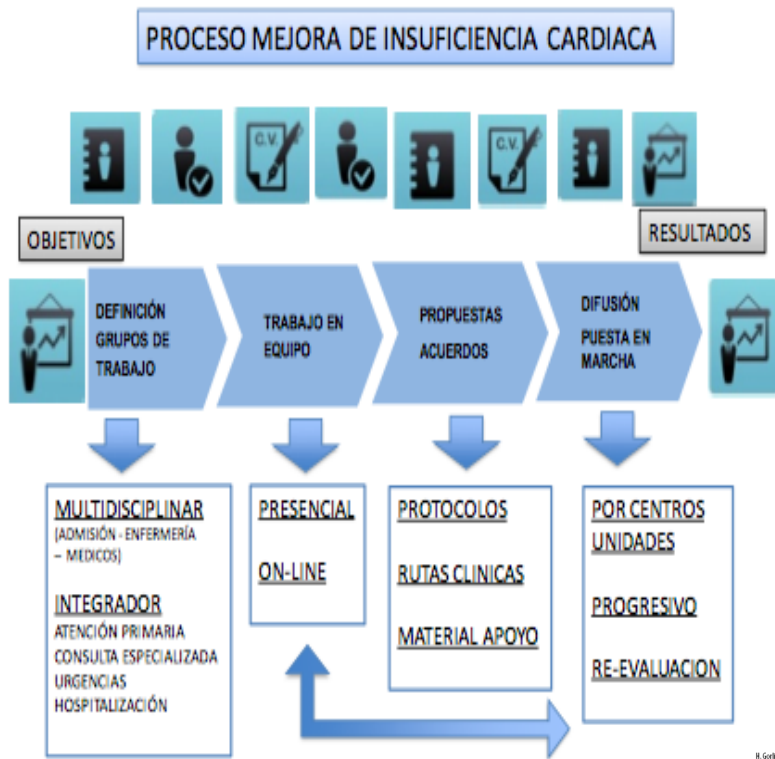 PROCESO MEJORA DE INSUFICIENCIA CARDIACA
C.V.
C.V.
OBJETIVOS
RESULTADOS
DEFINICIÓN
GRUPOS DE
TRABAJO
TRABAJO EN
EQUIPO
PROPUESTAS
ACUERDOS
DIFUSIÓN
PUESTA EN
MARCHA
MULTIDISCIPLINAR
(ADMISIÓN - ENFERMERÍA
– MEDICOS)
INTEGRADOR
ATENCIÓN PRIMARIA
CONSULTA ESPECIALIZADA
URGENCIAS
HOSPITALIZACIÓN
PRESENCIAL
ON-LINE
PROTOCOLOS
RUTAS CLINICAS
MATERIAL APOYO
POR CENTROS
UNIDADES
PROGRESIVO
RE-EVALUACION